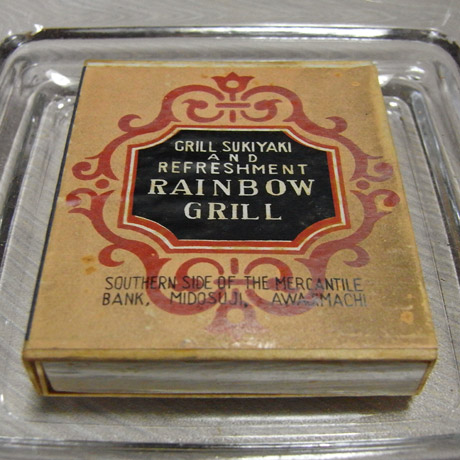 GRILL SUKIYAKI
AND
REFRESHMENT
RAINBOW
GRILL
SOUTHERN SIDE OF THE MERCANTILE
BANK, MIDOSUJI, AWAJIMACHI